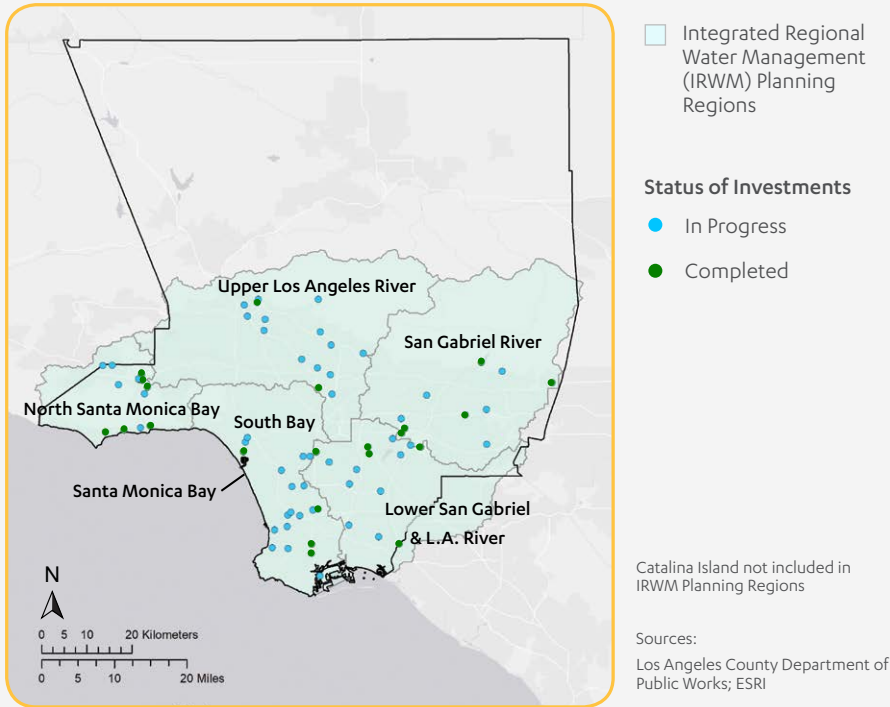 Upper Los Angeles River
San Gabriel River
North Santa Monica Bay
South Bay
Santa Monica Bay
Lower San Gabriel
& L.A. River
N
0 5 10 20 Kilometers
0 5 10 20 Miles
Integrated Regional
Water Management
(IRWM) Planning
Regions
Status of Investments
In Progress
Completed
Catalina Island not included in
IRWM Planning Regions
Sources:
Los Angeles County Department of
Public Works; ESRI